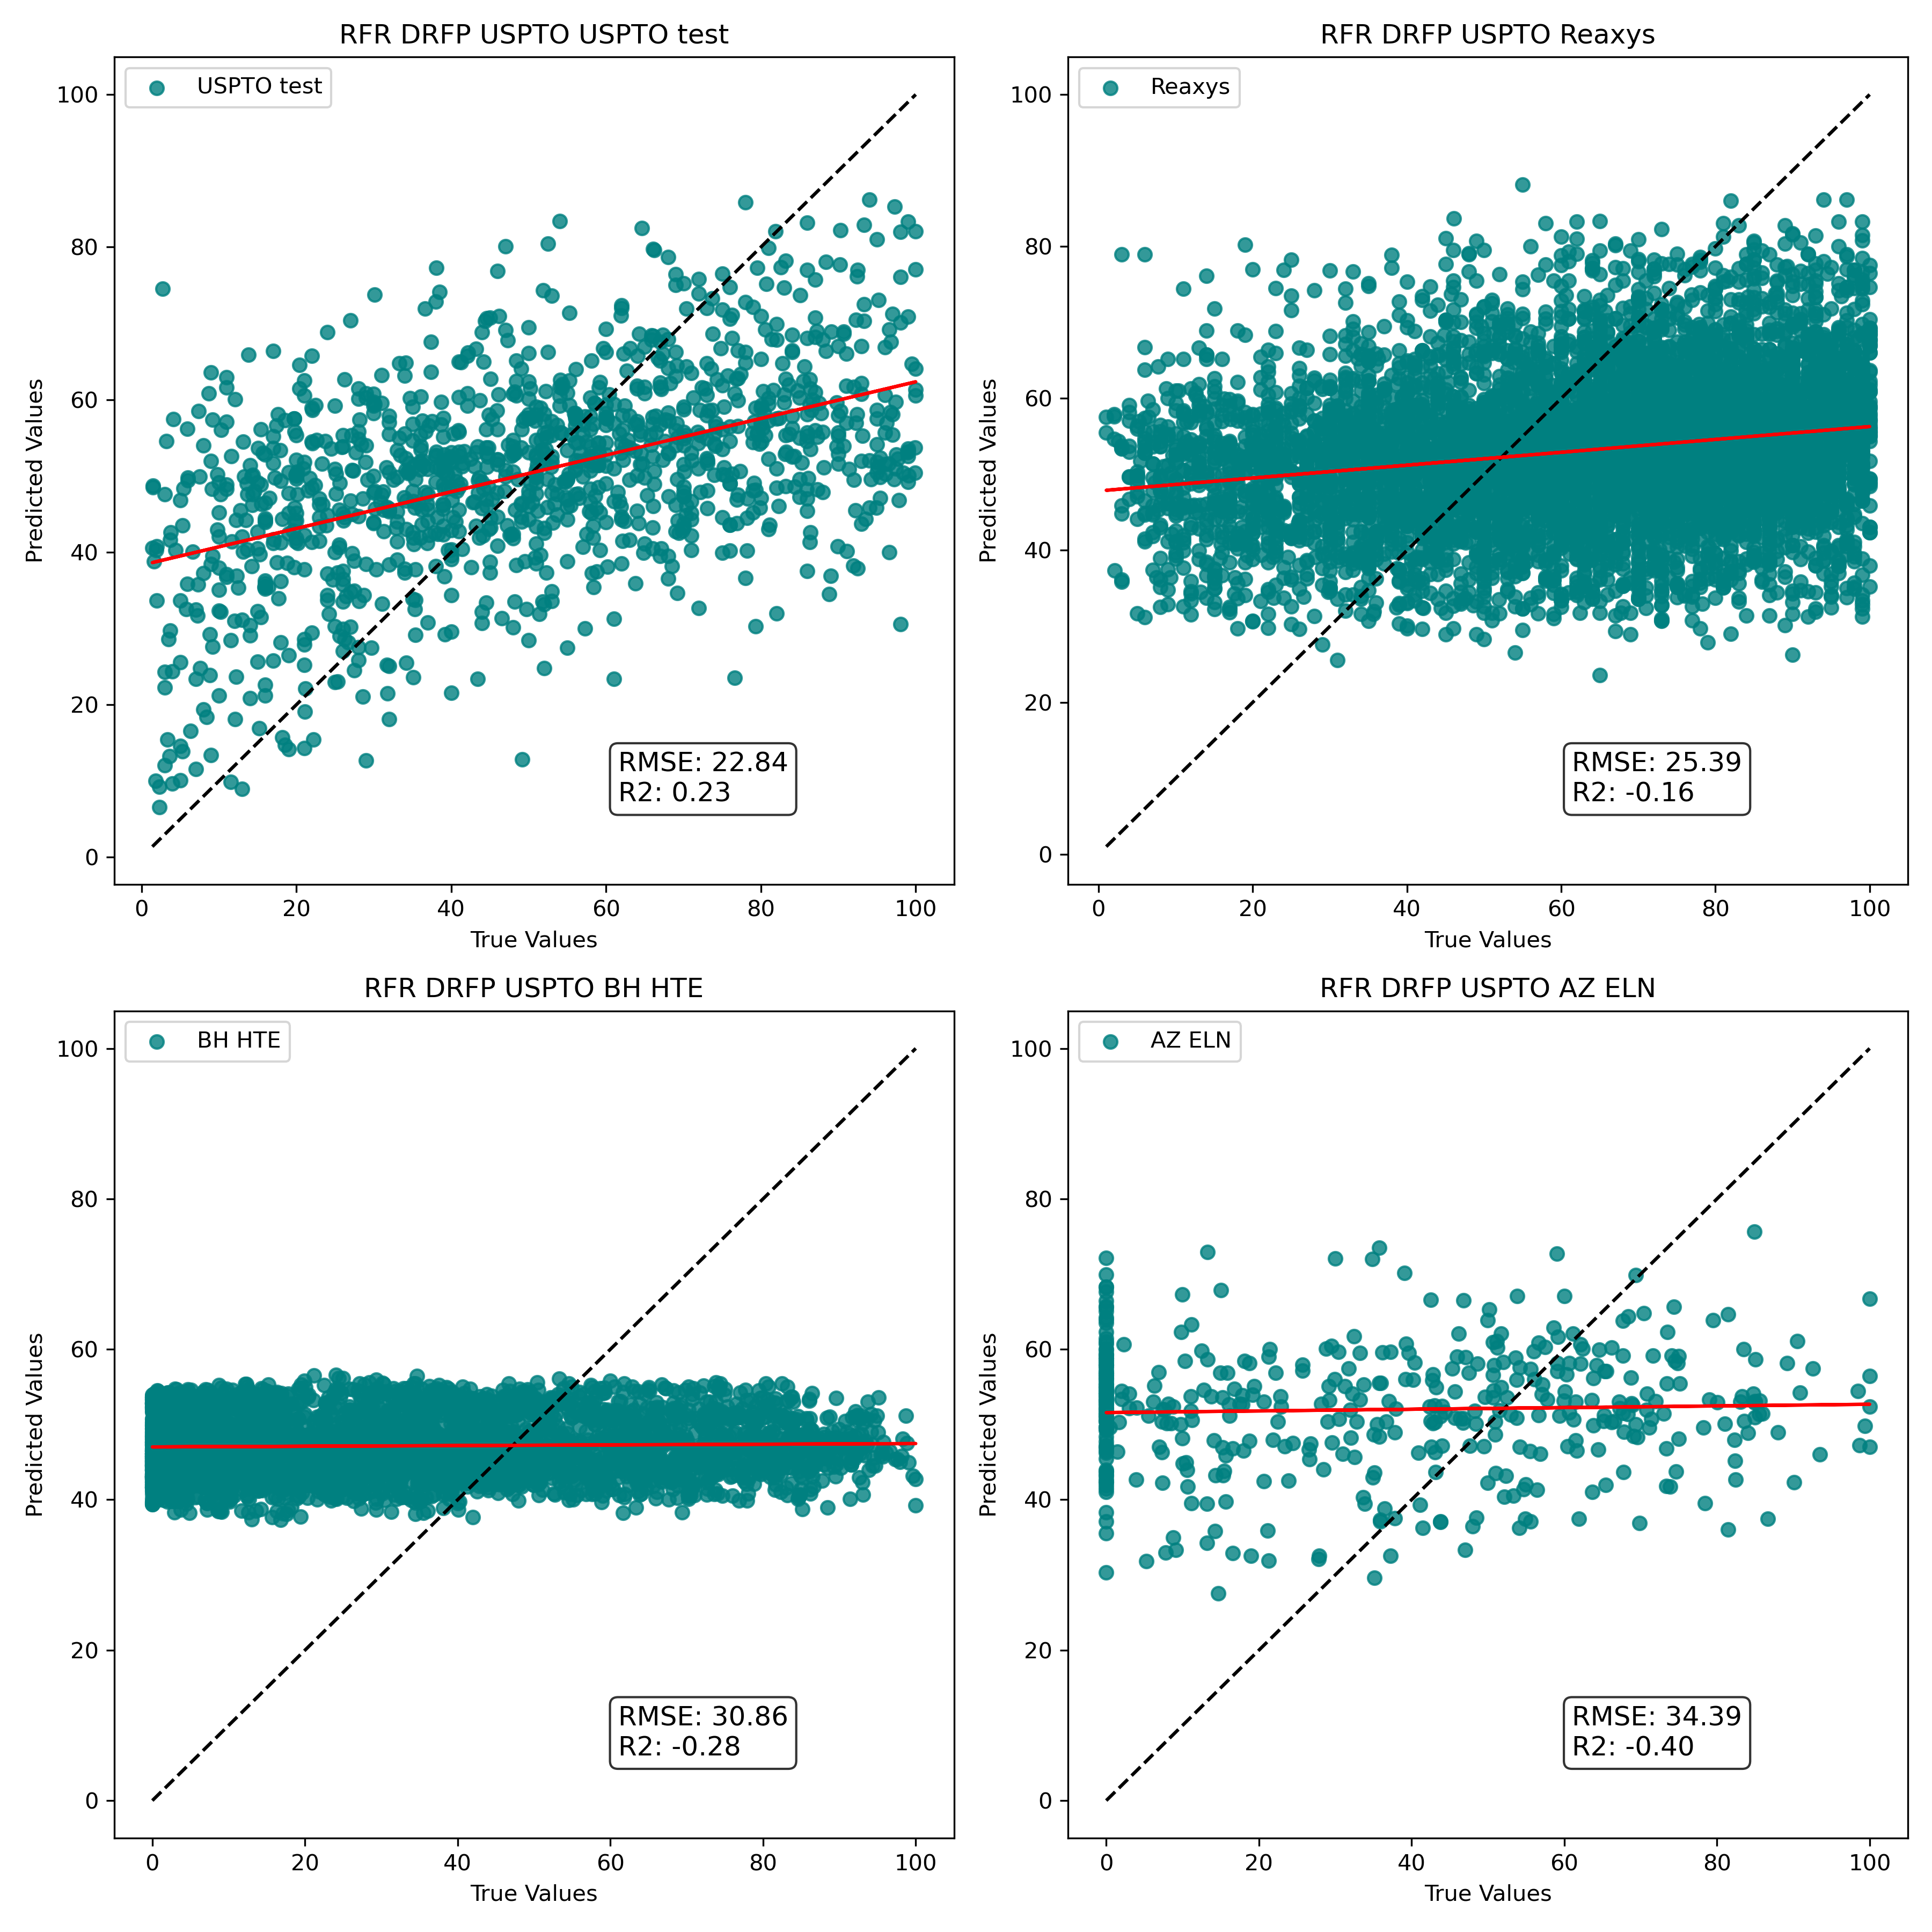 RFR DRFP USPTO USPTO test
USPTO test
100
80
60
40
20
0
Predicted Values
RMSE: 22.84
R2: 0.23
0 20 40 60 80 100
True Values
RFR DRFP USPTO Reaxys
Reaxys
100
80
60
40
20
0
Predicted Values
RMSE: 25.39
R2: -0.16
0 20 40 60 80 100
True Values
RFR DRFP USPTO BH HTE
BH HTE
100
80
60
40
20
0
Predicted Values
RMSE: 30.86
R2: -0.28
0 20 40 60 80 100
True Values
RFR DRFP USPTO AZ ELN
AZ ELN
100
80
60
40
20
0
Predicted Values
RMSE: 34.39
R2: -0.40
0 20 40 60 80 100
True Values